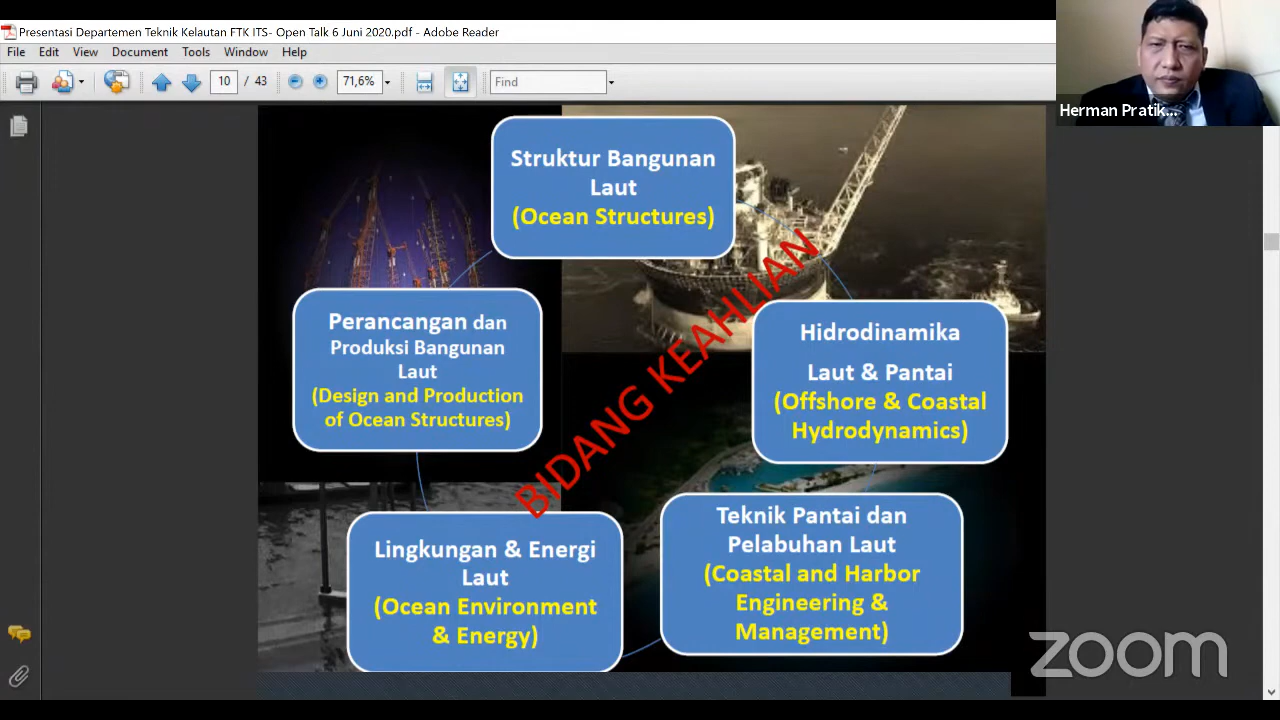 Presentasi Departemen Teknik Kelautan FTK ITS- Open Talk 6 Juni 2020.pdf - Adobe Reader
File Edit View Document Tools Window Help
10 / 43 71,6% Find
Herman Pratik...
Struktur Bangunan
Laut
(Ocean Structures)
Perancangan dan
Produksi Bangunan
Laut
(Design and Production
of Ocean Structures)
BIDANG KEAHLIAN
Hidrodinamika
Laut & Pantai
(Offshore & Coastal
Hydrodynamics)
Lingkungan & Energi
Laut
(Ocean Environment
& Energy)
Teknik Pantai dan
Pelabuhan Laut
(Coastal and Harbor
Engineering &
Management)
zoom